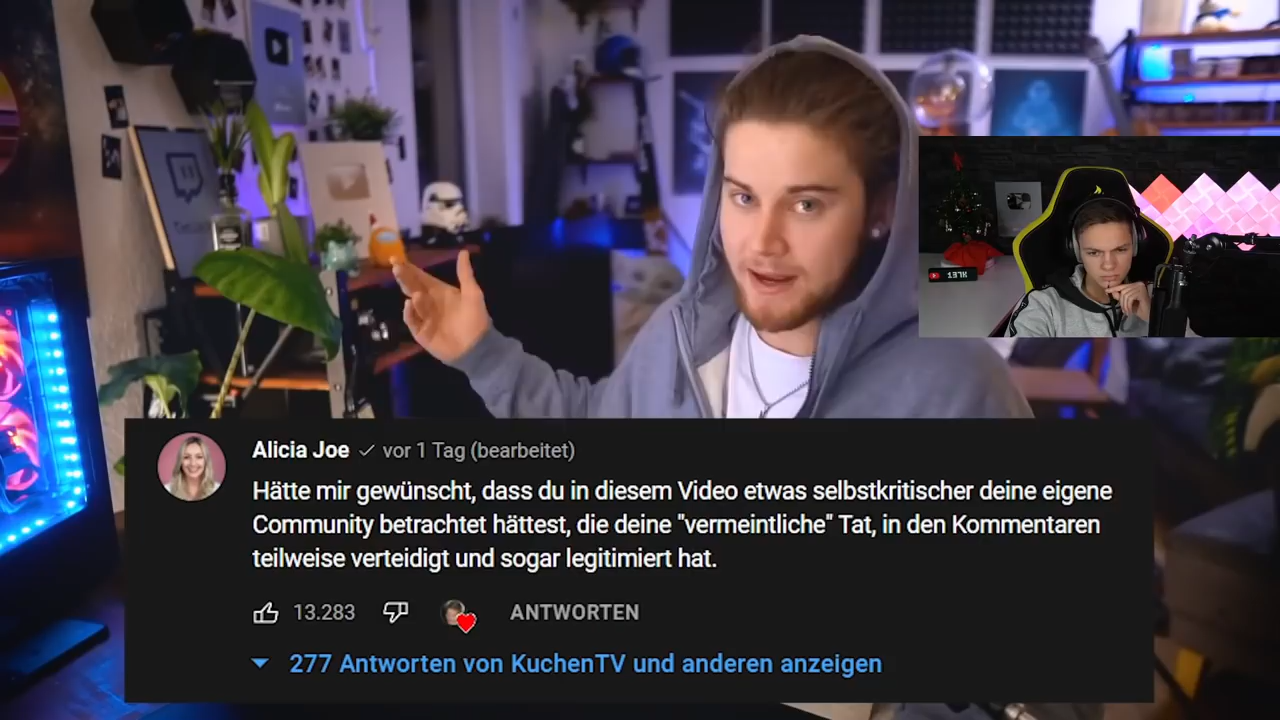 Alicia Joe ✓ vor 1 Tag (bearbeitet)
Hätte mir gewünscht, dass du in diesem Video etwas selbstkritischer deine eigene
Community betrachtet hättest, die deine "vermeintliche" Tat, in den Kommentaren
teilweise verteidigt und sogar legitimiert hat.
13.283 ANTWORTEN
277 Antworten von KuchenTV und anderen anzeigen